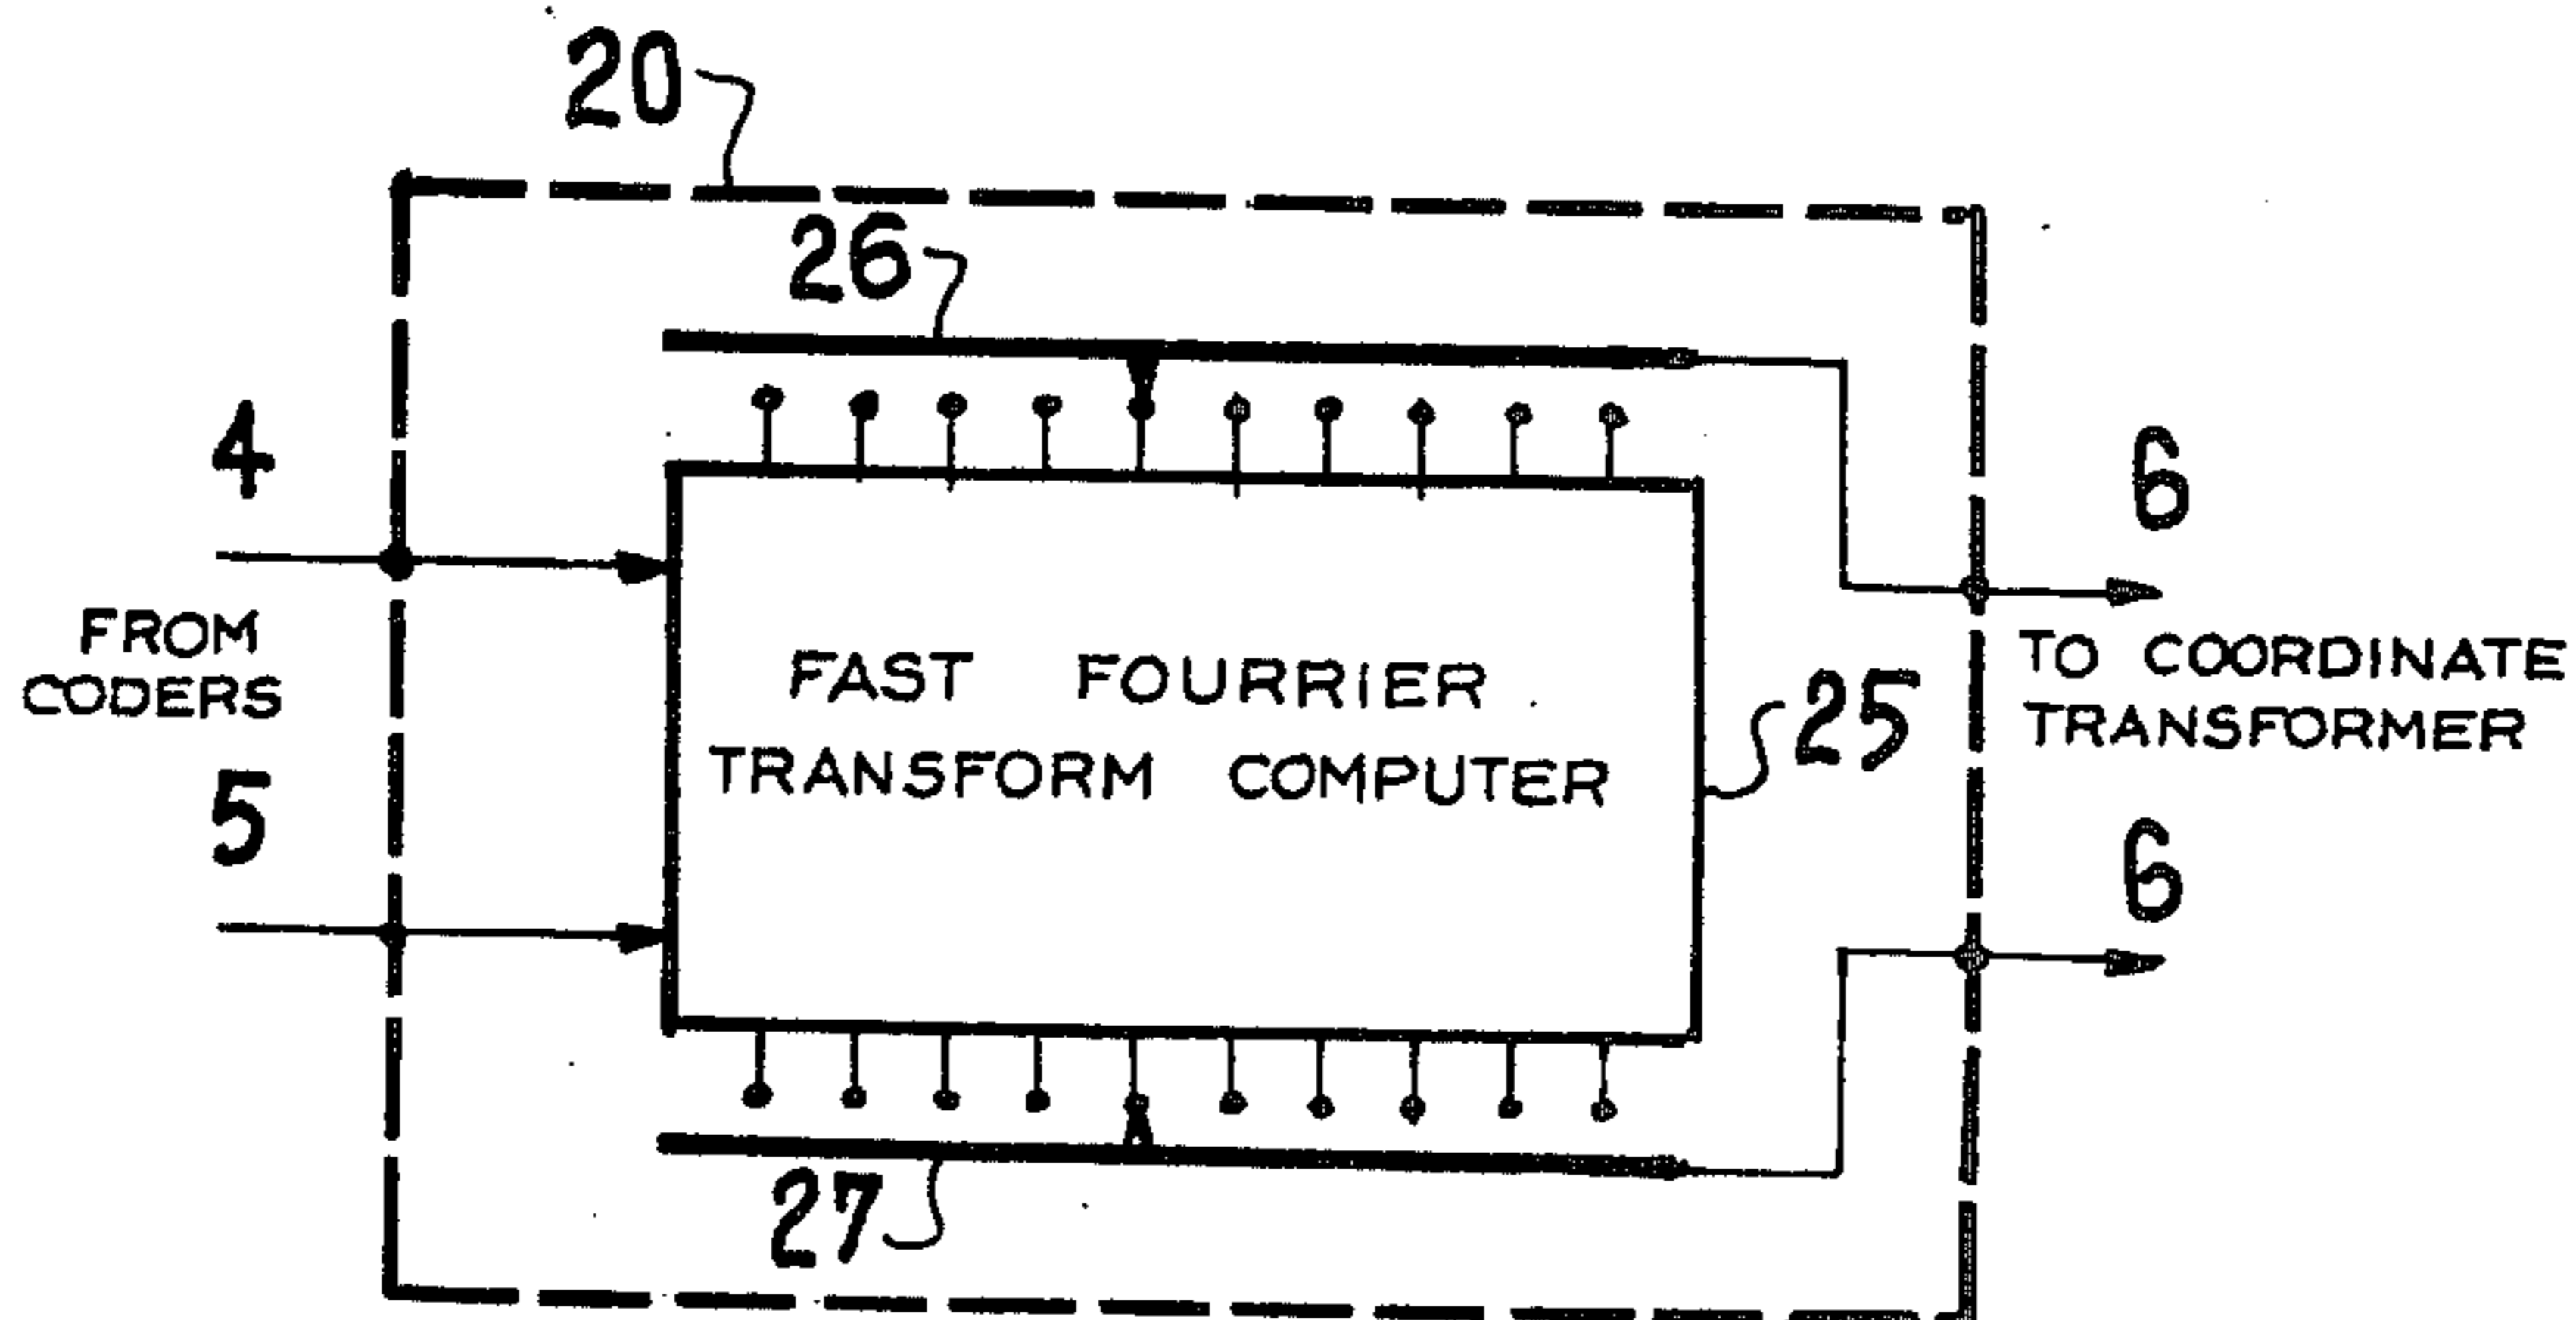 20
26
4
6
FROM
CODERS
FAST FOURRIER
TRANSFORM COMPUTER
25
TO COORDINATE
TRANSFORMER
5
6
27